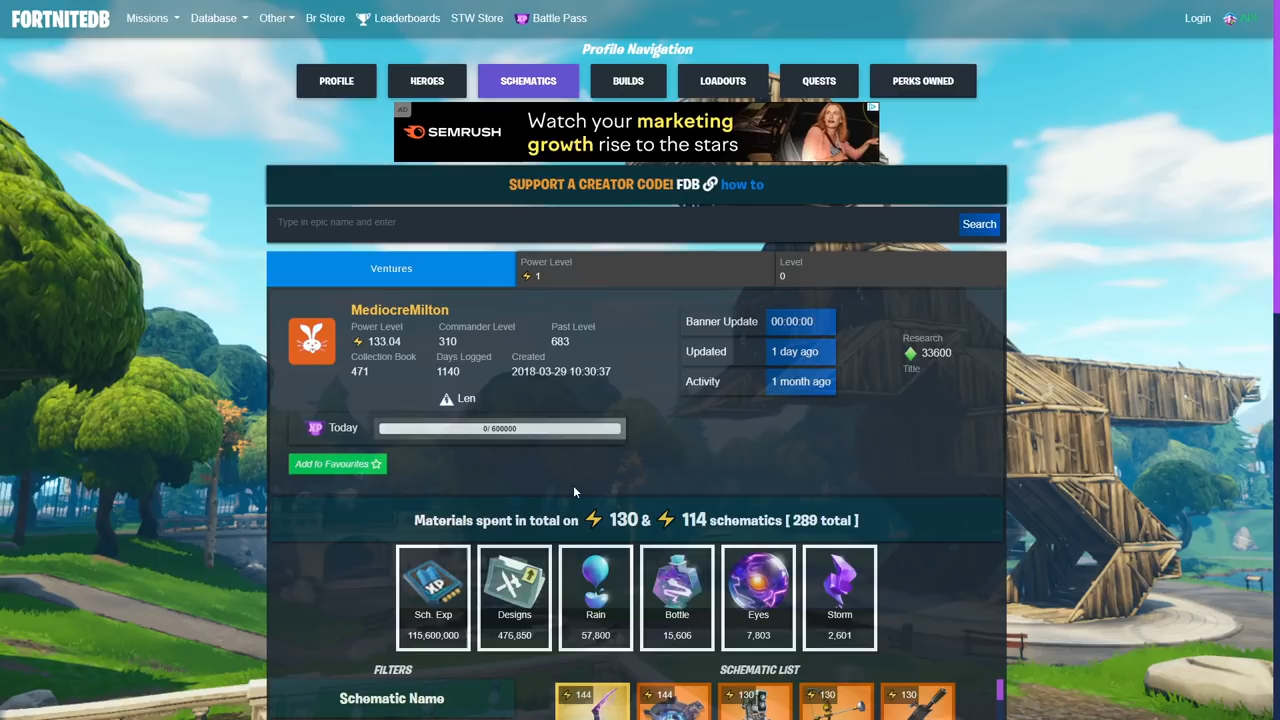 FORTNITEDB Missions Database Other Br Store Leaderboards STW Store XP Battle Pass Login API
Profile Navigation
PROFILE HEROES SCHEMATICS BUILDS LOADOUTS QUESTS PERKS OWNED
AD
SEMRUSH
Watch your marketing
growth rise to the stars
SUPPORT A CREATOR CODE! FDB how to
Type in epic name and enter Search
Ventures
Power Level
1
Level
0
MediocreMilton
Power Level Commander Level Past Level
133.04 310 683
Collection Book Days Logged Created
471 1140 2018-03-29 10:30:37
Len
XP Today 0/ 600000
Add to Favourites
Banner Update 00:00:00
Updated 1 day ago
Activity 1 month ago
Research
33600
Title
Materials spent in total on 130 & 114 schematics [ 289 total ]
XP
Sch. Exp Designs Rain Bottle Eyes Storm
115,600,000 476,850 57,800 15,606 7,803 2,601
FILTERS SCHEMATIC LIST
Schematic Name
144 144 130 130 130